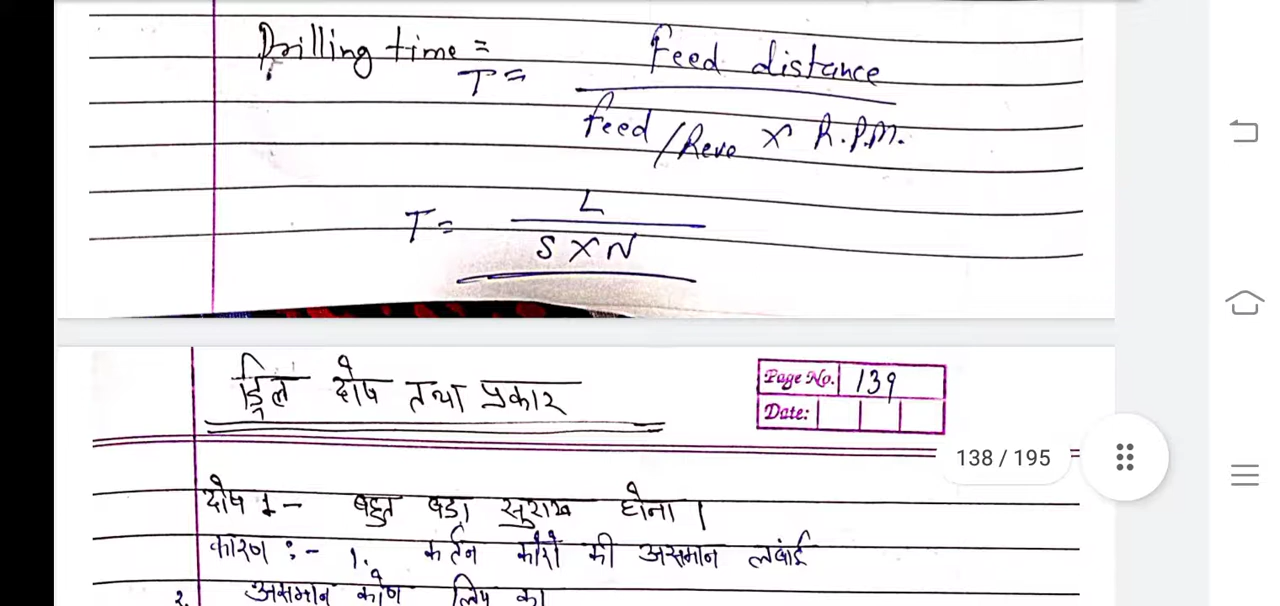 Drilling time =
T = feed distance
feed / Reve × R.P.M.
T = L
S × N
ड्रिल दोष तथा प्रकार
Page No. 139
Date:
138 / 195
दोष 1 - बहुत बड़ा सुराख होना ।
कारण :- 1. कर्तन कोरों की असमान लंबाई
2. असमान कोण लिप का